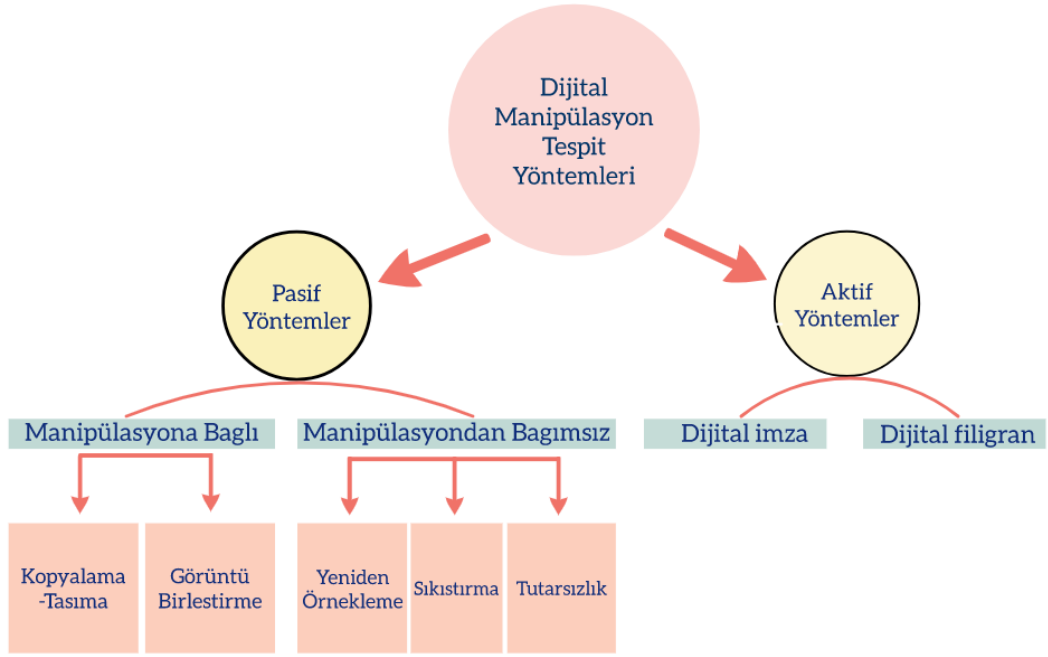 Dijital
Manipülasyon
Tespit
Yöntemleri
Pasif
Yöntemler
Aktif
Yöntemler
Manipülasyona Baglı
Manipülasyondan Bagımsız
Dijital imza
Dijital filigran
Kopyalama
-Tasıma
Görüntü
Birlestirme
Yeniden
Örnekleme
Sıkıstırma
Tutarsızlık